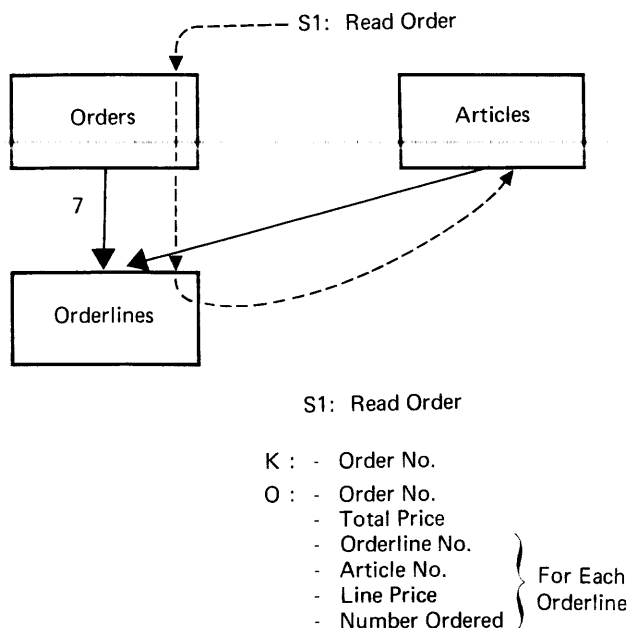 S1: Read Order
Orders
Articles
7
Orderlines
S1: Read Order
K : - Order No.
O : - Order No.
- Total Price
- Orderline No.
- Article No.
- Line Price
- Number Ordered
For Each
Orderline